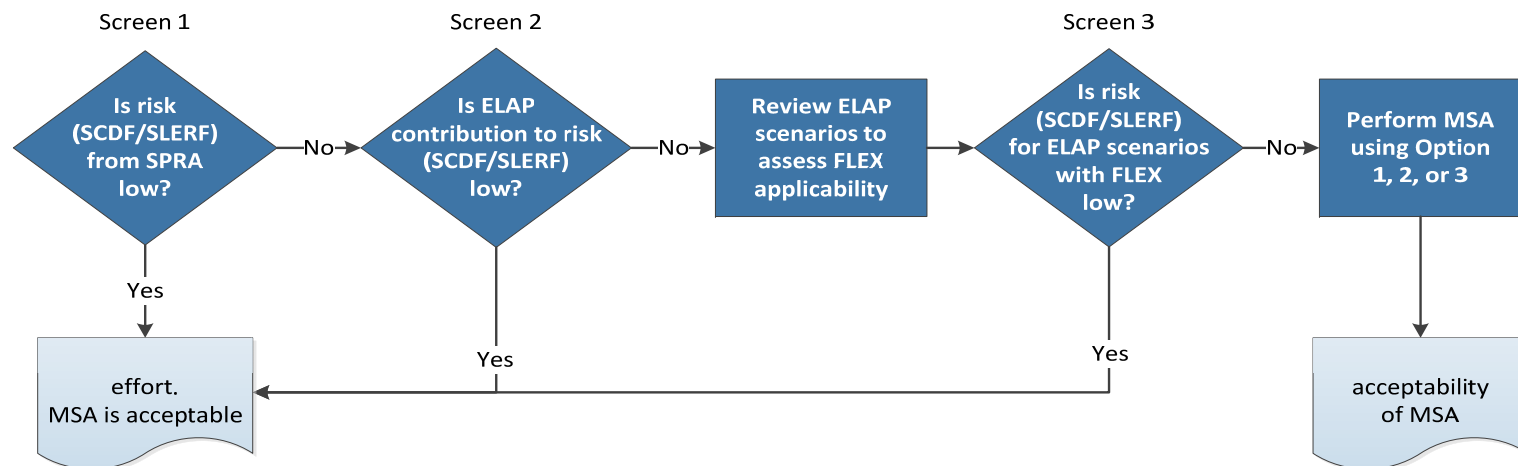 Screen 1
Screen 2
Screen 3
Is risk
(SCDF/SLERF)
from SPRA
low?
No
Is ELAP
contribution to risk
(SCDF/SLERF)
low?
No
Review ELAP
scenarios to
assess FLEX
applicability
Is risk
(SCDF/SLERF)
for ELAP scenarios
with FLEX
low?
No
Perform MSA
using Option
1, 2, or 3
Yes
Yes
Yes
effort.
MSA is acceptable
acceptability
of MSA